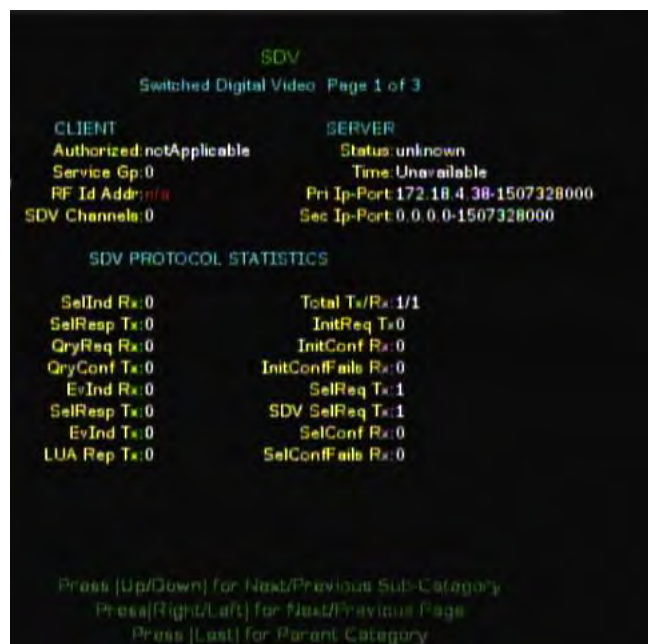 SDV
Switched Digital Video Page 1 of 3
CLIENT
Authorized:notApplicable
Service Gp:0
RF Id Addr:n/a
SDV Channels:0
SERVER
Status:unknown
Time:Unavailable
Pri Ip-Port:172.18.4.38-1507328000
Sec Ip-Port:0.0.0.0-1507328000
SDV PROTOCOL STATISTICS
SelInd Rx:0
SelResp Tx:0
QryReq Rx:0
QryConf Tx:0
EvInd Rx:0
SelResp Tx:0
EvInd Tx:0
LUA Rep Tx:0
Total Tx/Rx:1/1
InitReq Tx:0
InitConf Rx:0
InitConfFails Rx:0
SelReq Tx:1
SDV SelReq Tx:1
SelConf Rx:0
SelConfFails Rx:0
Press [Up/Down] for Next/Previous Sub-Category
Press[Right/Left] for Next/Previous Page
Press [Last] for Parent Category